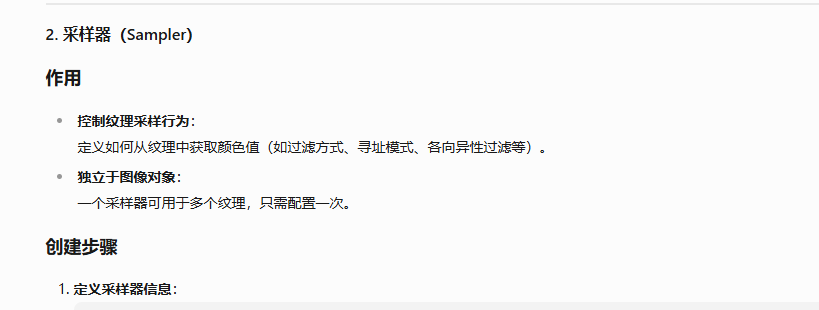 2. 采样器（Sampler）
作用
控制纹理采样行为：
定义如何从纹理中获取颜色值（如过滤方式、寻址模式、各向异性过滤等）。
独立于图像对象：
一个采样器可用于多个纹理，只需配置一次。
创建步骤
1. 定义采样器信息：